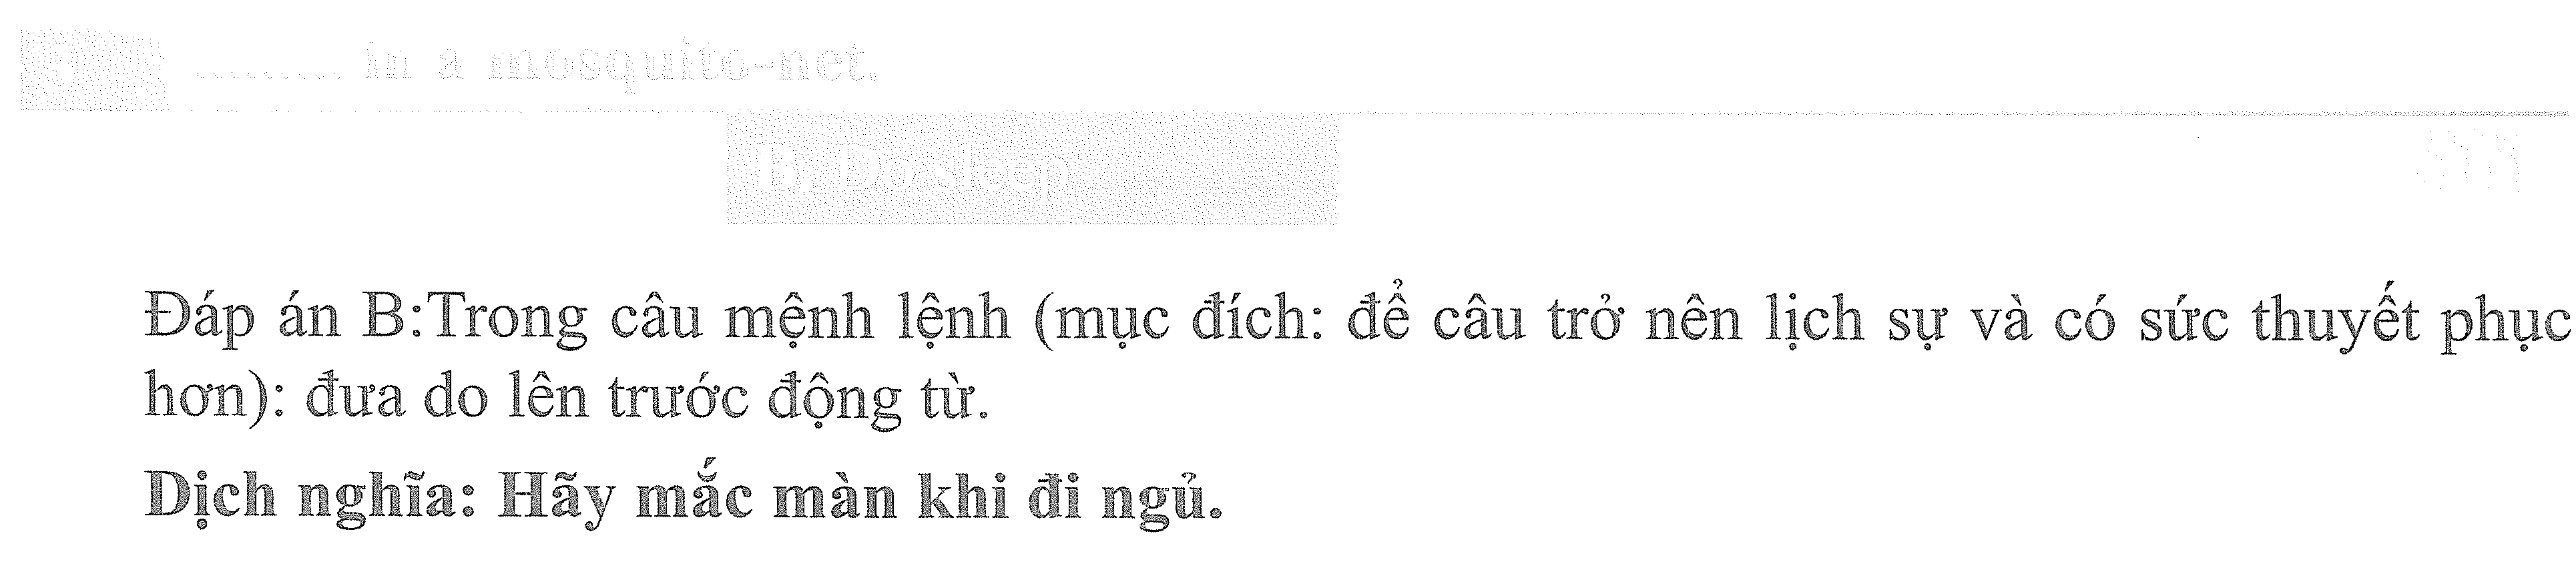 ......... in a mosquito-net.
B. Do sleep
Đáp án B:Trong câu mệnh lệnh (mục đích: để câu trở nên lịch sự và có sức thuyết phục
hơn): đưa do lên trước động từ.
Dịch nghĩa: Hãy mắc màn khi đi ngủ.